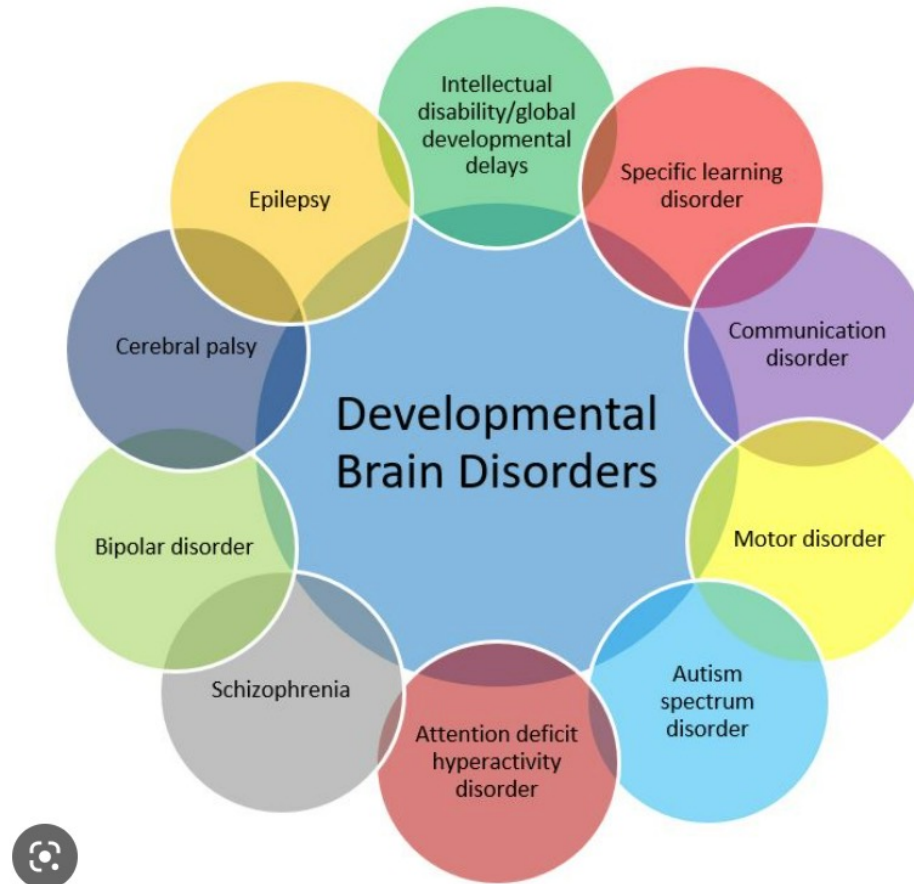 Intellectual
disability/global
developmental
delays
Specific learning
disorder
Communication
disorder
Motor disorder
Autism
spectrum
disorder
Attention deficit
hyperactivity
disorder
Schizophrenia
Bipolar disorder
Cerebral palsy
Epilepsy
Developmental
Brain Disorders